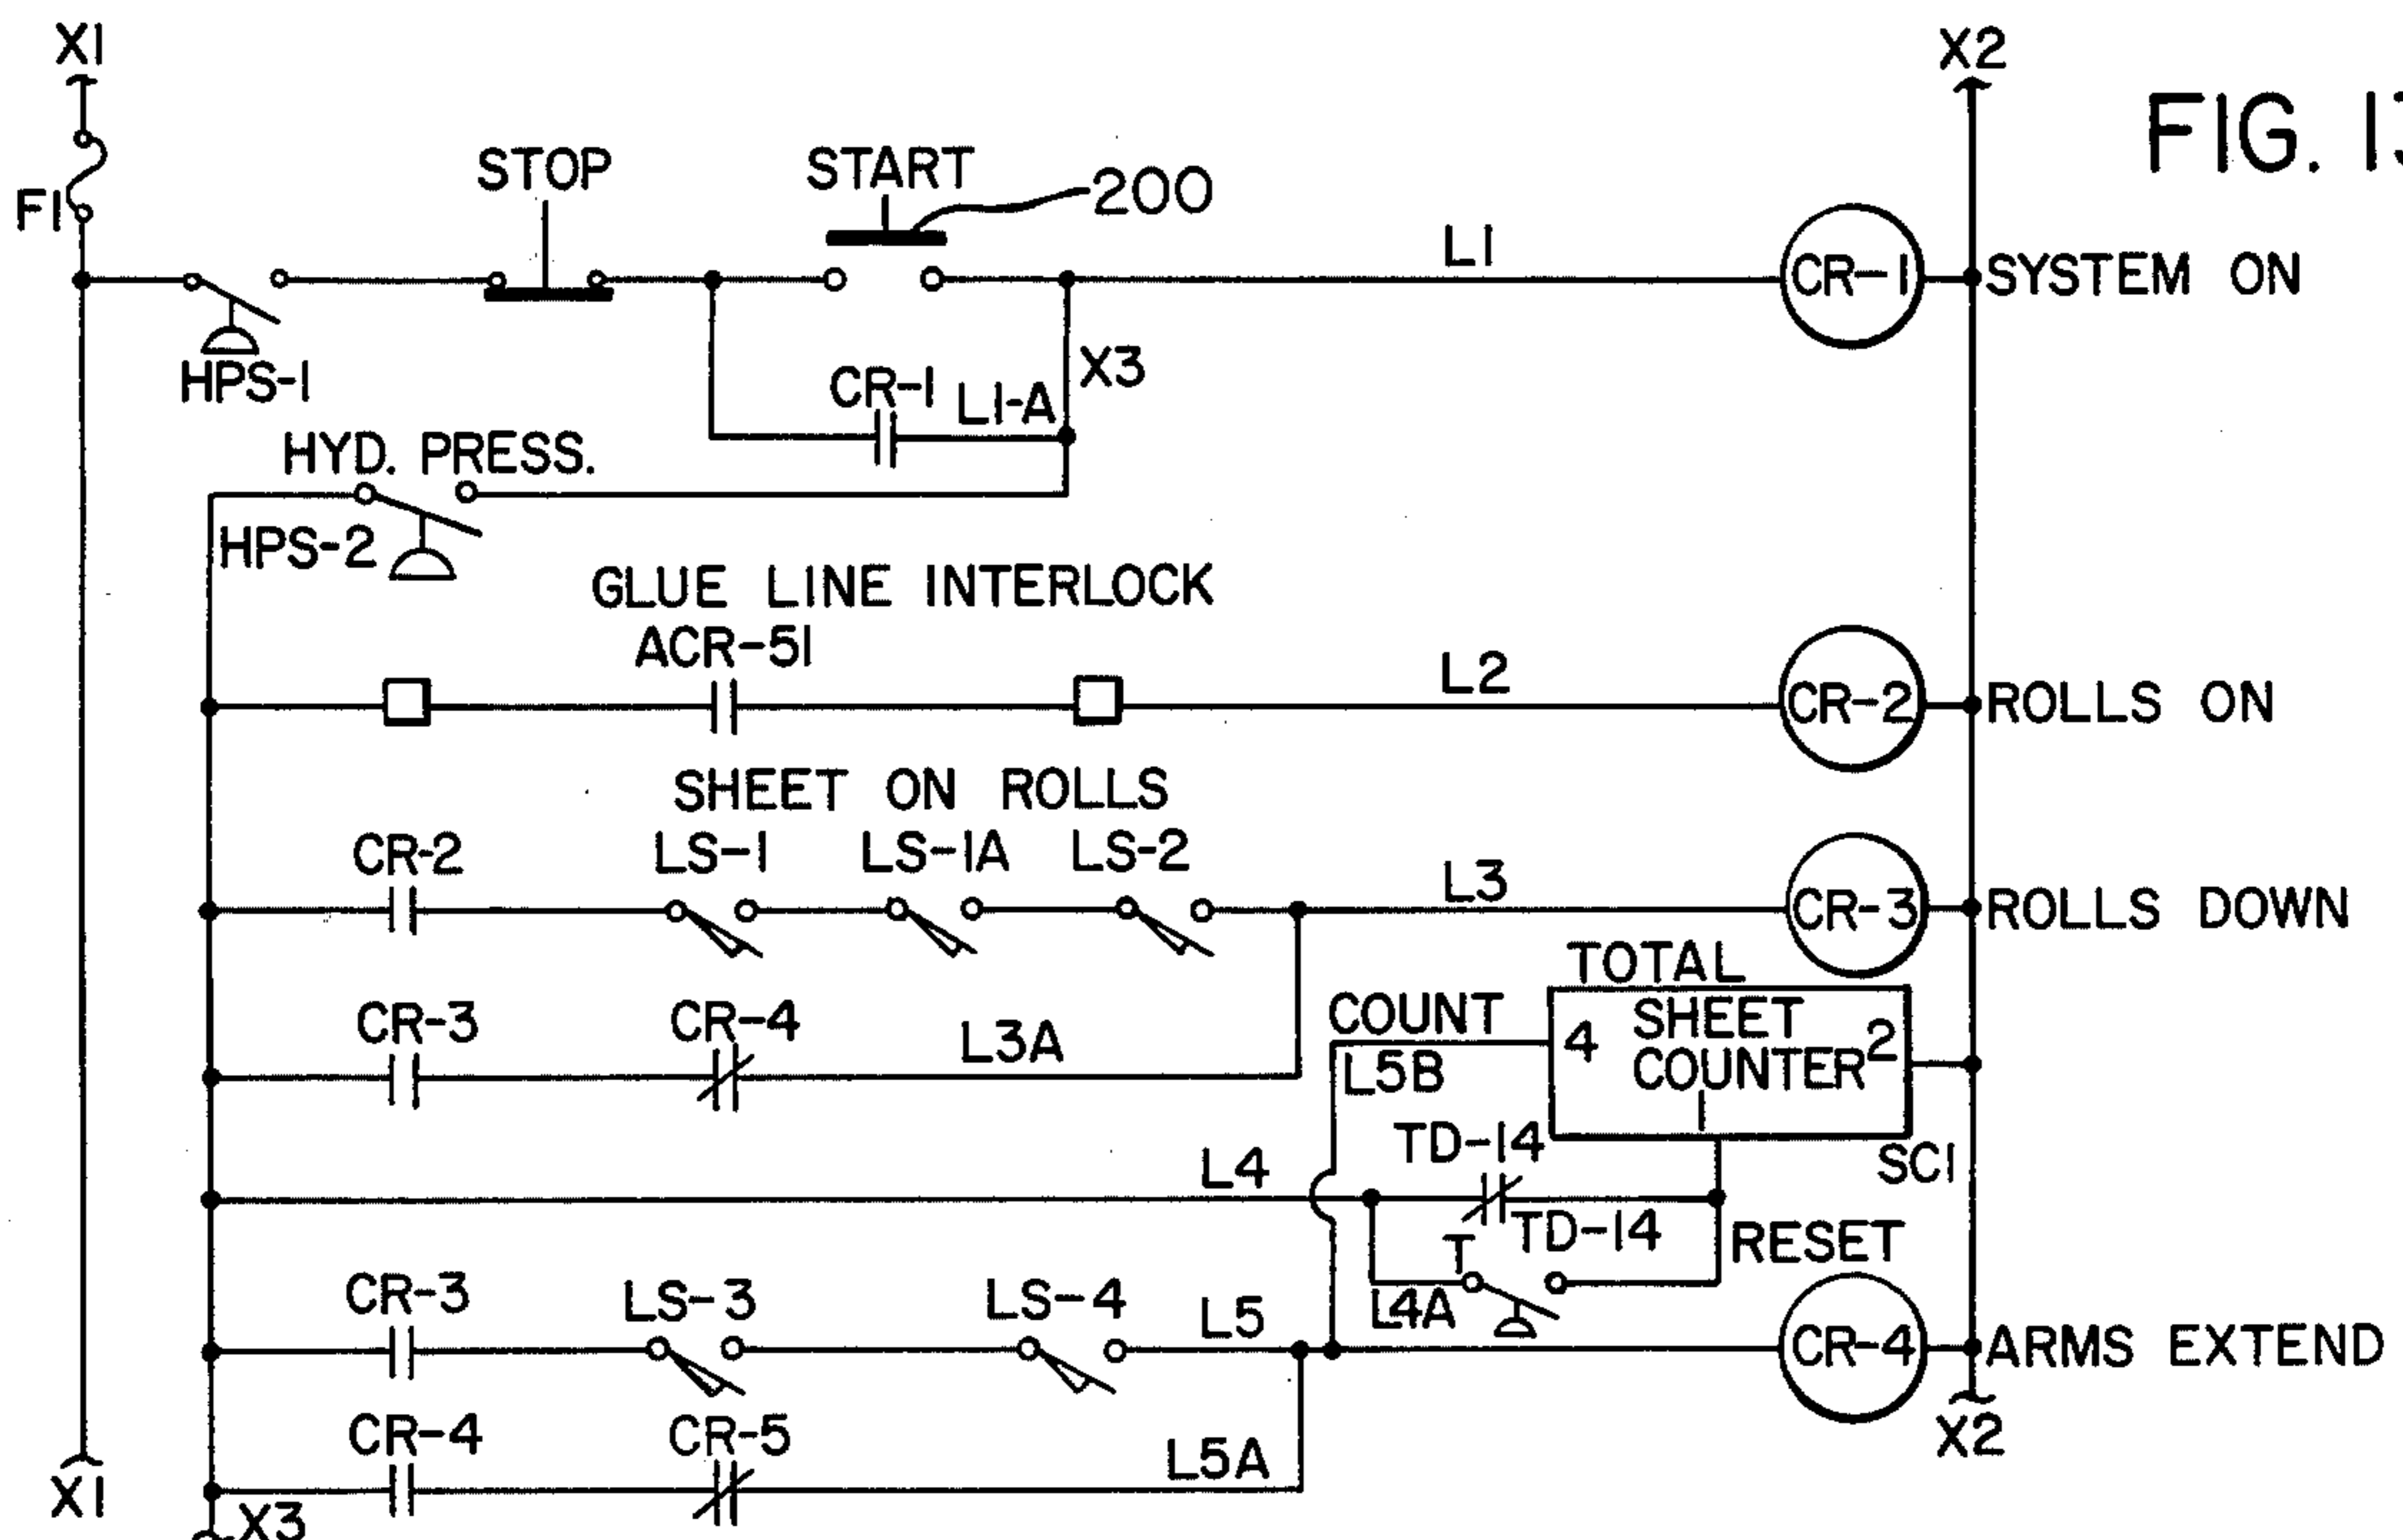 X1
X2
FIG. 13
F1
STOP
START
200
L1
CR-1
SYSTEM ON
HPS-1
X3
CR-1
L1-A
HYD. PRESS.
HPS-2
GLUE LINE INTERLOCK
ACR-51
L2
CR-2
ROLLS ON
SHEET ON ROLLS
CR-2
LS-1
LS-1A
LS-2
L3
CR-3
ROLLS DOWN
TOTAL
COUNT
4
SHEET
COUNTER
2
1
L5B
CR-3
CR-4
L3A
TD-14
SC1
L4
T
TD-14
RESET
L4A
CR-3
LS-3
LS-4
L5
CR-4
ARMS EXTEND
CR-4
CR-5
L5A
X2
X1
X3